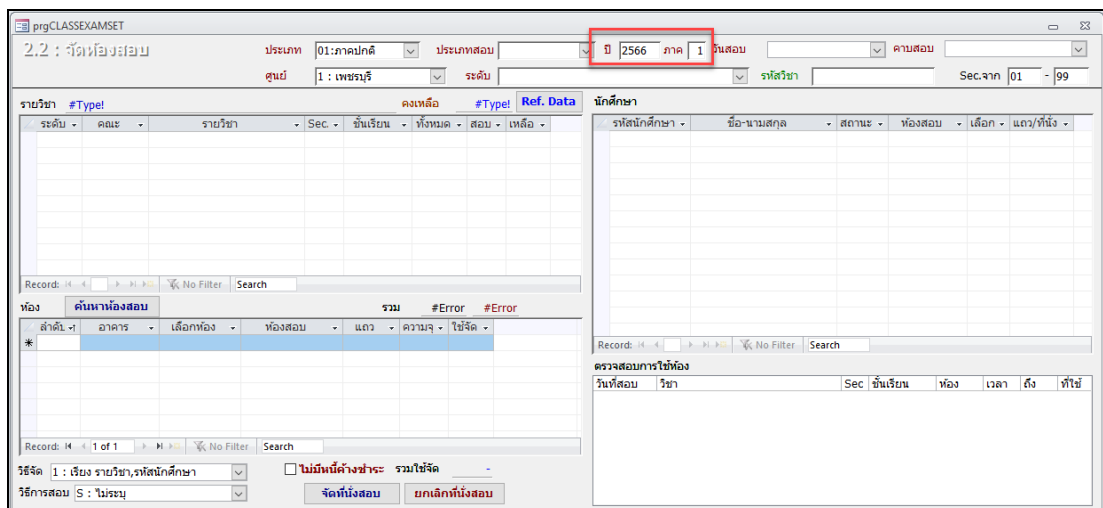 prgCLASSEXAMSET
2.2 : จัดห้องสอบ ประเภท 01:ภาคปกติ ประเภทสอบ ปี 2566 ภาค 1 วันสอบ คาบสอบ
ศูนย์ 1 : เพชรบุรี ระดับ รหัสวิชา Sec.จาก 01 - 99
รายวิชา #Type! คงเหลือ #Type! Ref. Data
ระดับ คณะ รายวิชา Sec. ชั้นเรียน ทั้งหมด สอบ เหลือ
Record: No Filter Search
ห้อง ค้นหาห้องสอบ รวม #Error #Error
ลำดับ อาคาร เลือกห้อง ห้องสอบ แถว ความจุ ใช้จัด
Record: 1 of 1 No Filter Search
วิธีจัด 1 : เรียง รายวิชา,รหัสนักศึกษา ไม่มีหนี้ค้างชำระ รวมใช้จัด -
วิธีการสอบ S : ไม่ระบุ จัดที่นั่งสอบ ยกเลิกที่นั่งสอบ
นักศึกษา
รหัสนักศึกษา ชื่อ-นามสกุล สถานะ ห้องสอบ เลือก แถว/ที่นั่ง
Record: No Filter Search
ตรวจสอบการใช้ห้อง
วันที่สอบ วิชา Sec ชั้นเรียน ห้อง เวลา ถึง ที่ใช้